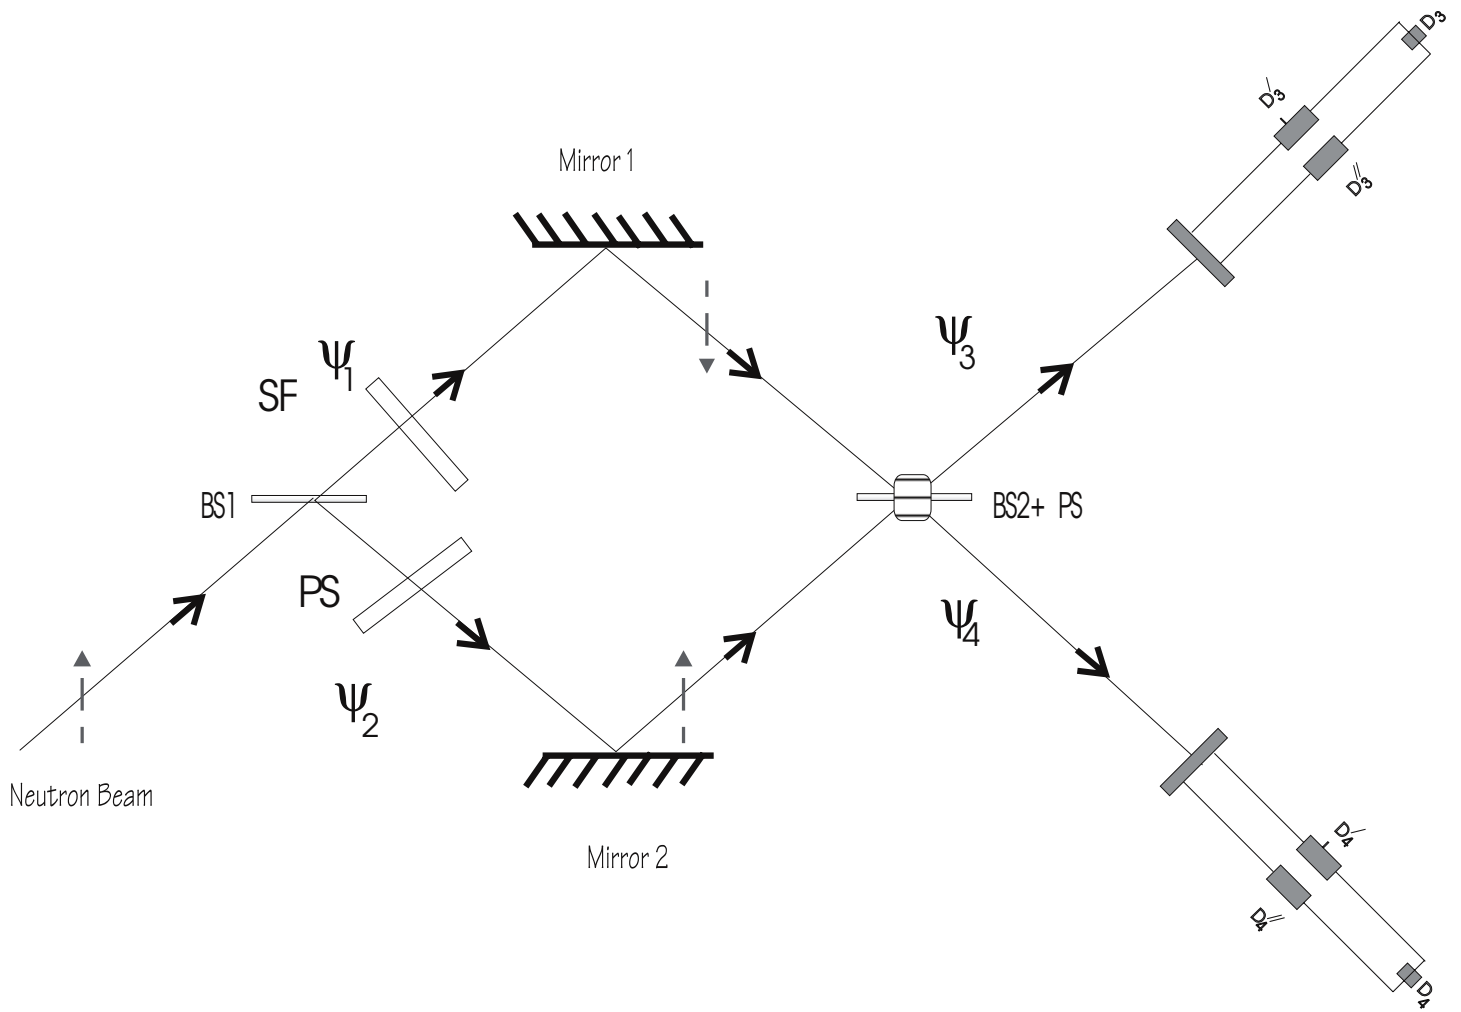 D3
D/3
D//3
Mirror 1
ψ3
ψ1
SF
BS1
BS2+ PS
PS
ψ4
ψ2
Neutron Beam
Mirror 2
D/4
D//4
D4